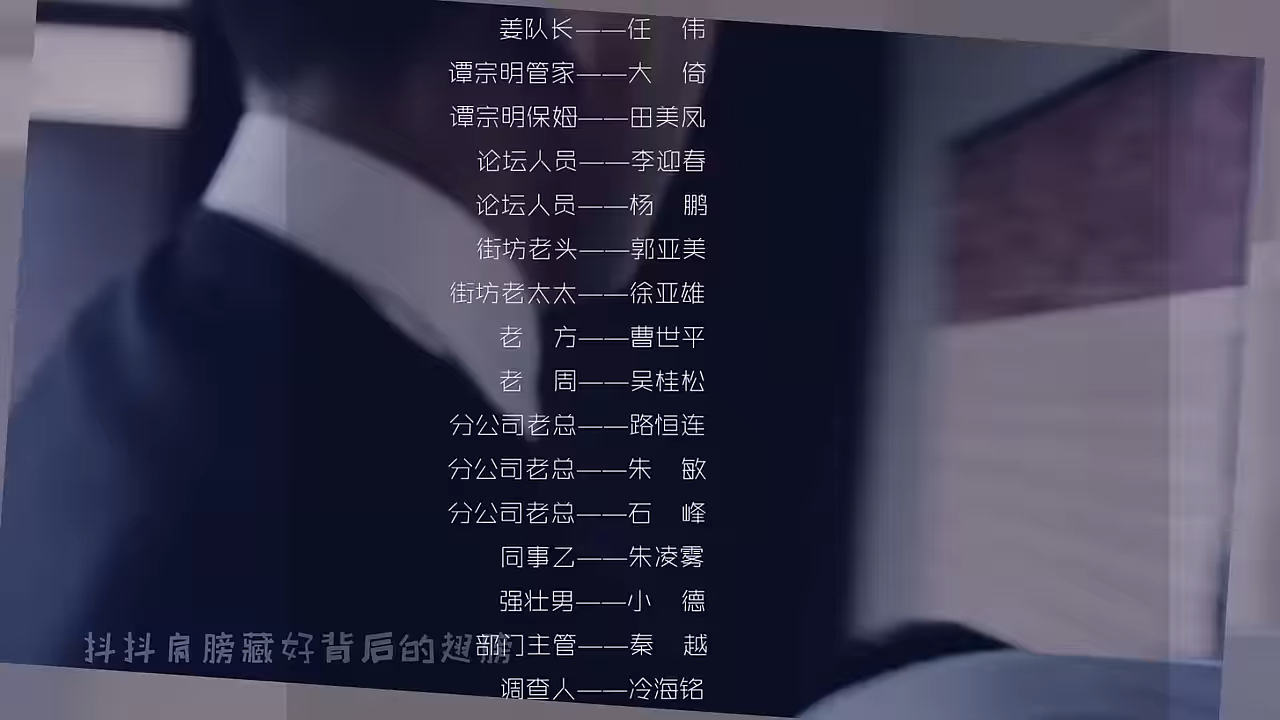 姜队长——任 伟
谭宗明管家——大 倚
谭宗明保姆——田美凤
论坛人员——李迎春
论坛人员——杨 鹏
街坊老头——郭亚美
街坊老太太——徐亚雄
老 方——曹世平
老 周——吴桂松
分公司老总——路恒连
分公司老总——朱 敏
分公司老总——石 峰
同事乙——朱凌雾
强壮男——小 德
部门主管——秦 越
抖抖肩膀藏好背后的翅膀
调查人——冷海铭